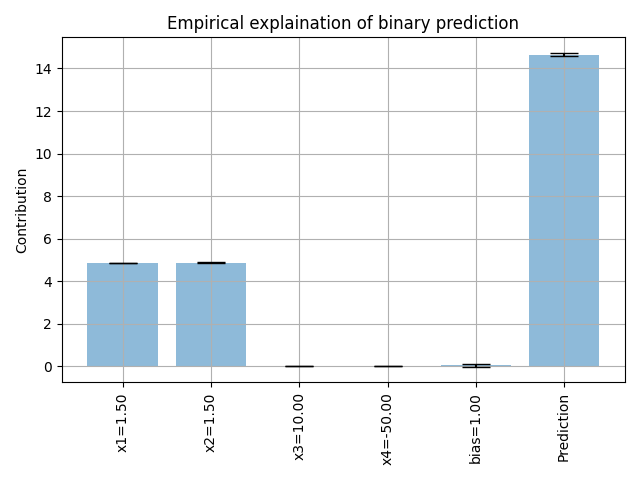 Empirical explaination of binary prediction
Contribution
14
12
10
8
6
4
2
0
x1=1.50
x2=1.50
x3=10.00
x4=-50.00
bias=1.00
Prediction